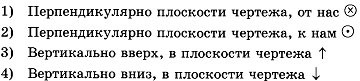 1) Перпендикулярно плоскости чертежа, от нас ⊗
2) Перпендикулярно плоскости чертежа, к нам ⊙
3) Вертикально вверх, в плоскости чертежа ↑
4) Вертикально вниз, в плоскости чертежа ↓